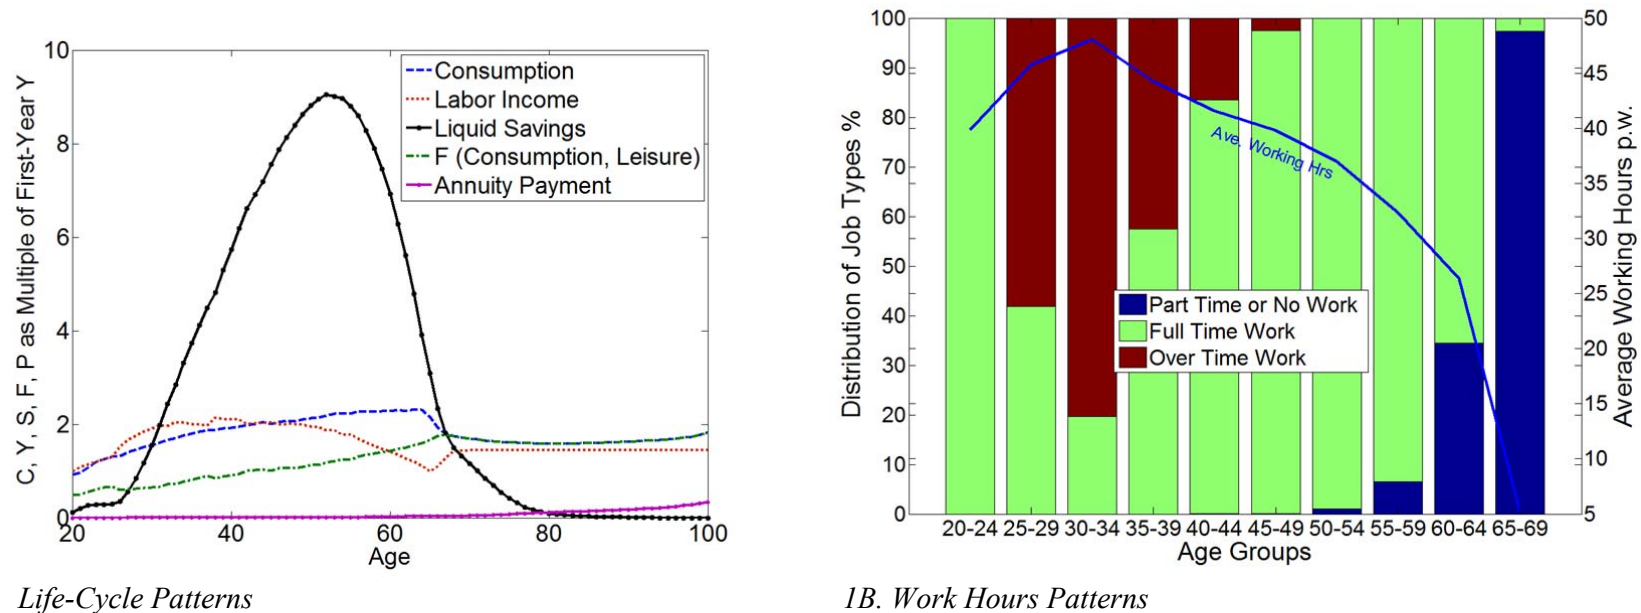 C, Y, S, F, P as Multiple of First-Year Y
10
8
6
4
2
0
20
40
60
80
100
Age
Consumption
Labor Income
Liquid Savings
F (Consumption, Leisure)
Annuity Payment
Life-Cycle Patterns
Distribution of Job Types %
100
90
80
70
60
50
40
30
20
10
0
Ave. Working Hrs
Part Time or No Work
Full Time Work
Over Time Work
50
45
40
35
30
25
20
15
10
5
Average Working Hours p.w.
20-24
25-29
30-34
35-39
40-44
45-49
50-54
55-59
60-64
65-69
Age Groups
1B. Work Hours Patterns